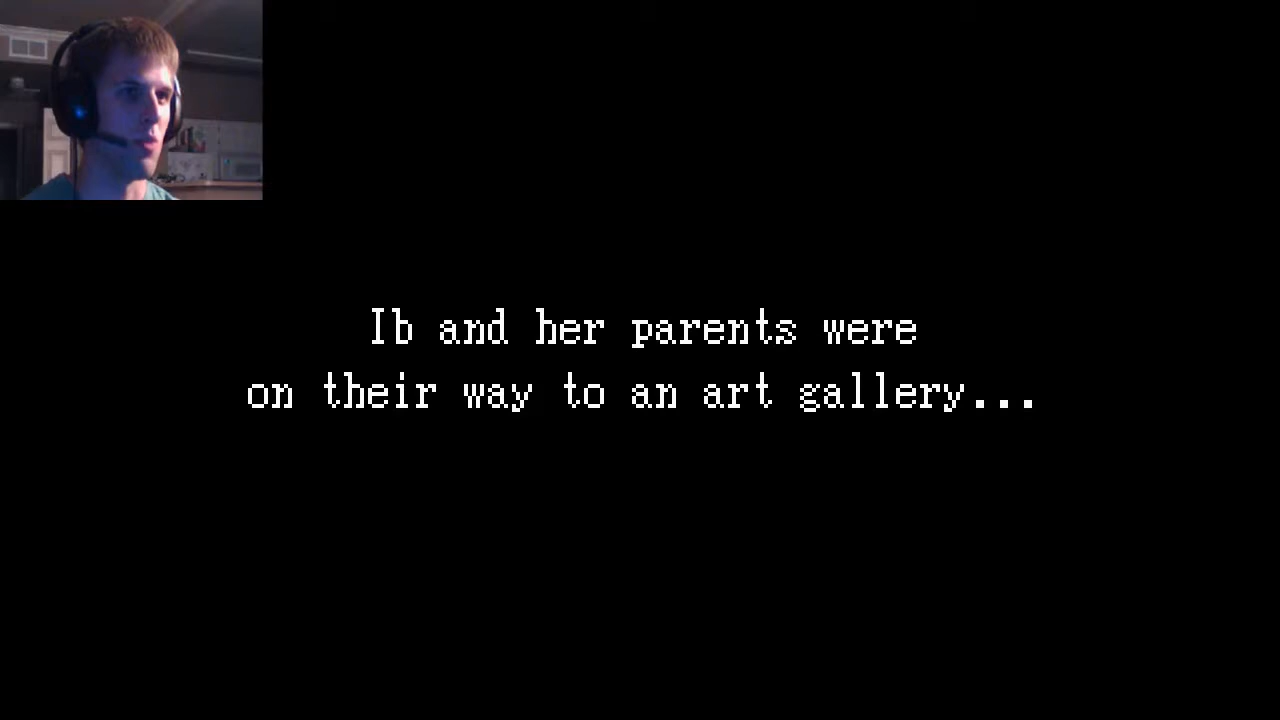 Ib and her parents were
on their way to an art gallery...